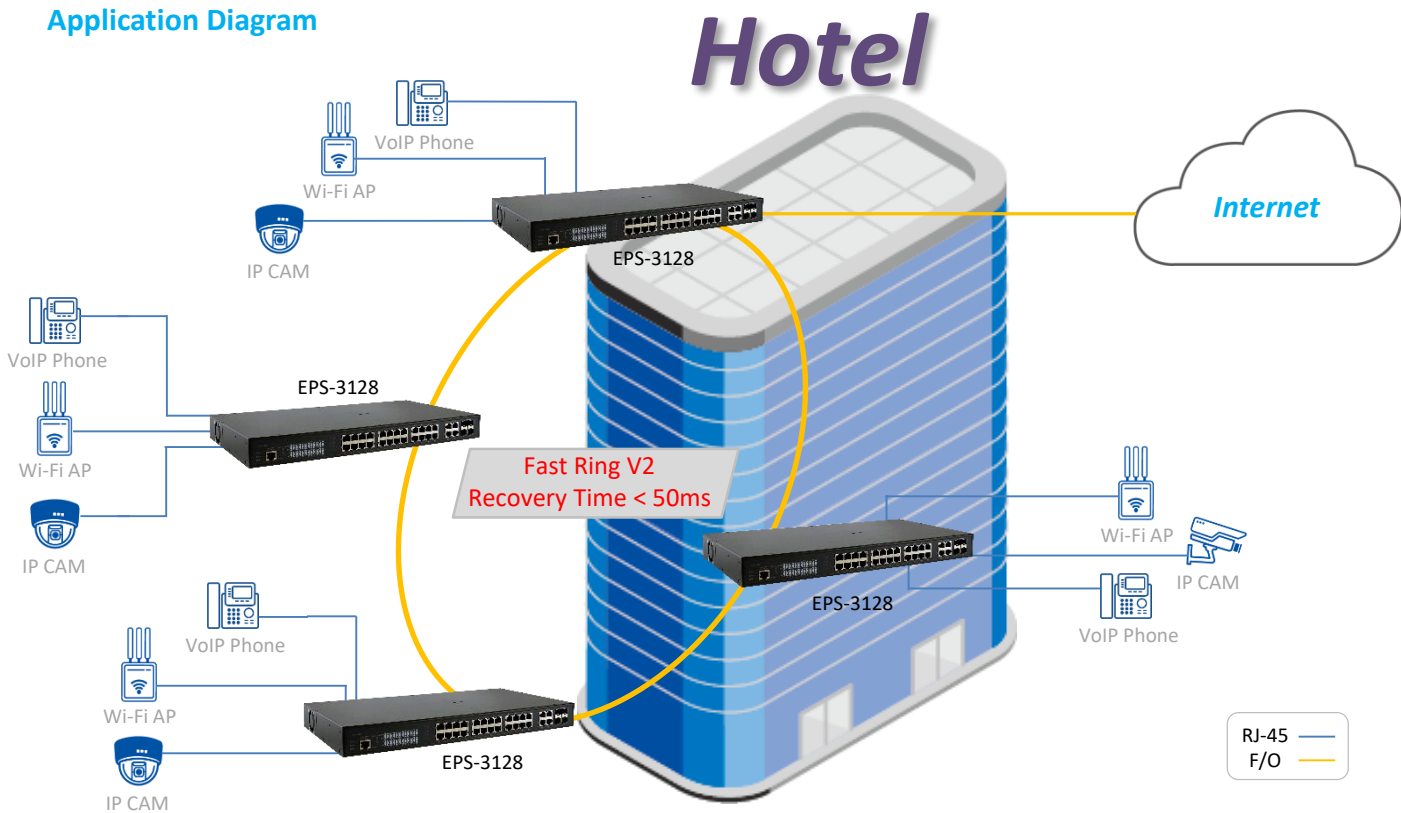 Application Diagram
Hotel
VoIP Phone
Wi-Fi AP
IP CAM
EPS-3128
Internet
VoIP Phone
Wi-Fi AP
IP CAM
EPS-3128
Fast Ring V2
Recovery Time < 50ms
Wi-Fi AP
IP CAM
VoIP Phone
EPS-3128
VoIP Phone
Wi-Fi AP
IP CAM
EPS-3128
RJ-45
F/O